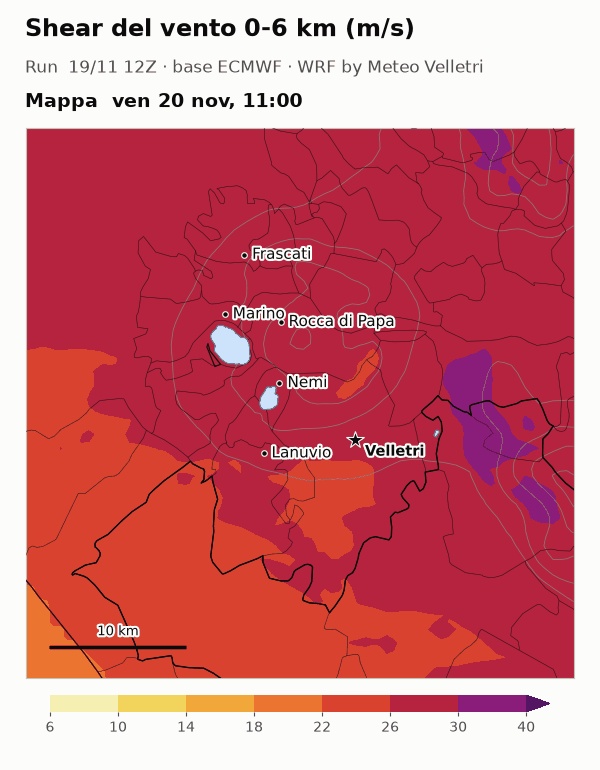 Shear del vento 0-6 km (m/s)
Run  19/11 12Z · base ECMWF · WRF by Meteo Velletri
Mappa  ven 20 nov, 11:00
Frascati
Marino
Rocca di Papa
Nemi
Velletri
Lanuvio
10 km
6 10 14 18 22 26 30 40